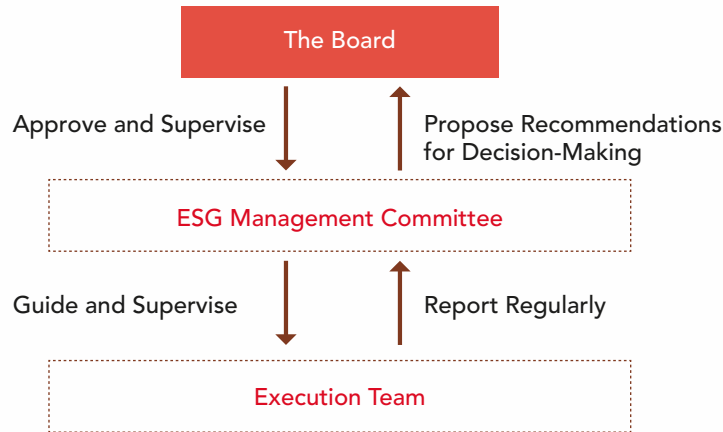 The Board
Approve and Supervise
Propose Recommendations
for Decision-Making
ESG Management Committee
Guide and Supervise
Report Regularly
Execution Team